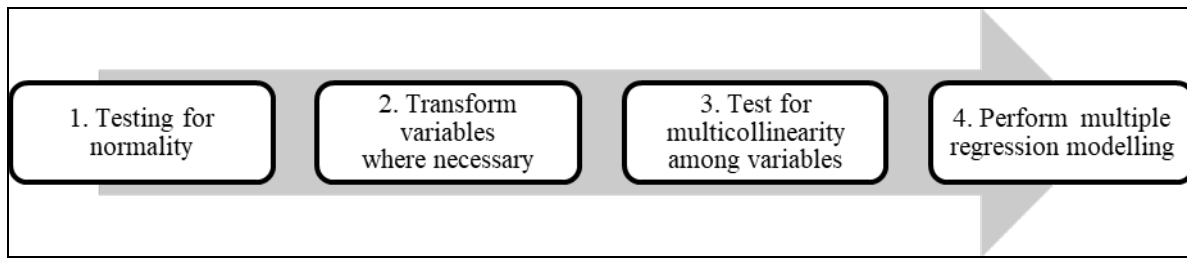 1. Testing for
normality
2. Transform
variables
where necessary
3. Test for
multicollinearity
among variables
4. Perform multiple
regression modelling